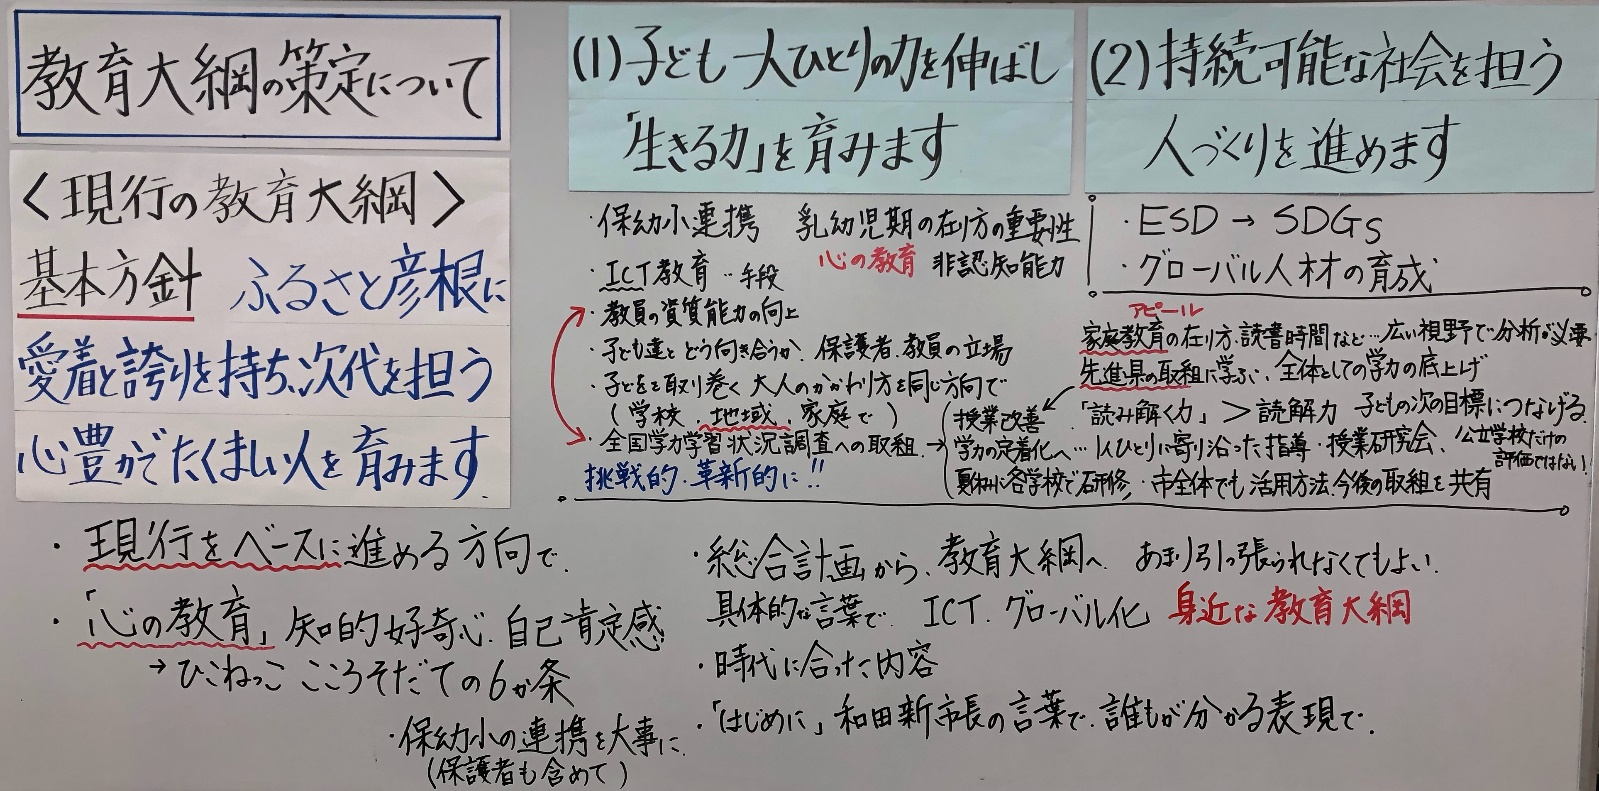 教育大綱の策定について
〈現行の教育大綱〉
基本方針 ふるさと彦根に
愛着と誇りを持ち、次代を担う
心豊かでたくましい人を育みます。
(1)子ども一人ひとりの力を伸ばし
「生きる力」を育みます
・保幼小連携 乳幼児期の在り方の重要性
心の教育 非認知能力
・ICT教育…手段
・教員の資質能力の向上
・子ども達とどう向き合うか、保護者、教員の立場
・子どもを取り巻く大人のかかわり方を同じ方向で
(学校、地域、家庭で)
・全国学力学習状況調査への取組→
挑戦的・革新的に!!
(2)持続可能な社会を担う
人づくりを進めます
・ESD→SDGs
・グローバル人材の育成
アピール
家庭教育の在り方・読書時間など…広い視野で分析が必要
先進県の取組に学ぶ、全体としての学力の底上げ
授業改善 「読み解く力」>読解力 子どもの次の目標につなげる
学力の定着化へ…1人ひとりに寄り沿った指導・授業研究会、公立学校だけの
評価ではない!
夏休みに各学校で研修、・市全体でも活用方法、今後の取組を共有
・現行をベースに進める方向で、
・「心の教育」知的好奇心、自己肯定感
→ひこねっこ こころそだての6か条
・保幼小の連携を大事に、
(保護者も含めて)
・総合計画から、教育大綱へ あまり引っ張られなくてもよい。
具体的な言葉で、ICT、グローバル化 身近な教育大綱
・時代に合った内容
・「はじめに」和田新市長の言葉で、誰もが分かる表現で、